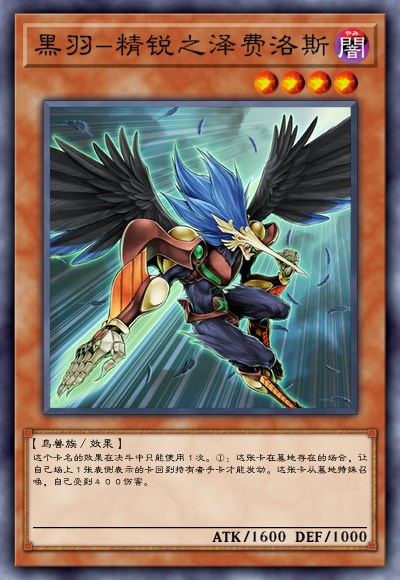 黑羽-精锐之泽费洛斯
闇
やみ
【鸟兽族／效果】
这个卡名的效果在决斗中只能使用1次。①：这张卡在墓地存在的场合，让
自己场上1张表侧表示的卡回到持有者手卡才能发动。这张卡从墓地特殊召
唤，自己受到400伤害。
ATK/1600 DEF/1000